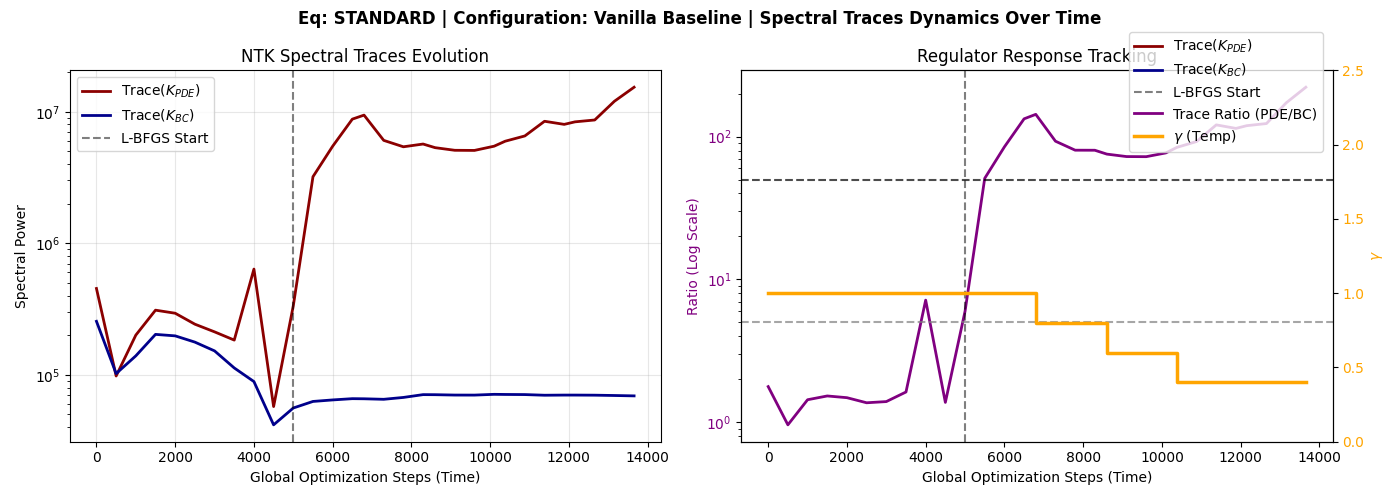 Eq: STANDARD | Configuration: Vanilla Baseline | Spectral Traces Dynamics Over Time
NTK Spectral Traces Evolution
Trace(K_PDE)
Trace(K_BC)
L-BFGS Start
10^7
10^6
10^5
Spectral Power
0 2000 4000 6000 8000 10000 12000 14000
Global Optimization Steps (Time)
Regulator Response Tracking
Trace(K_PDE)
Trace(K_BC)
L-BFGS Start
Trace Ratio (PDE/BC)
γ (Temp)
10^2
10^1
10^0
Ratio (Log Scale)
2.5
2.0
1.5
1.0
0.5
0.0
γ
0 2000 4000 6000 8000 10000 12000 14000
Global Optimization Steps (Time)